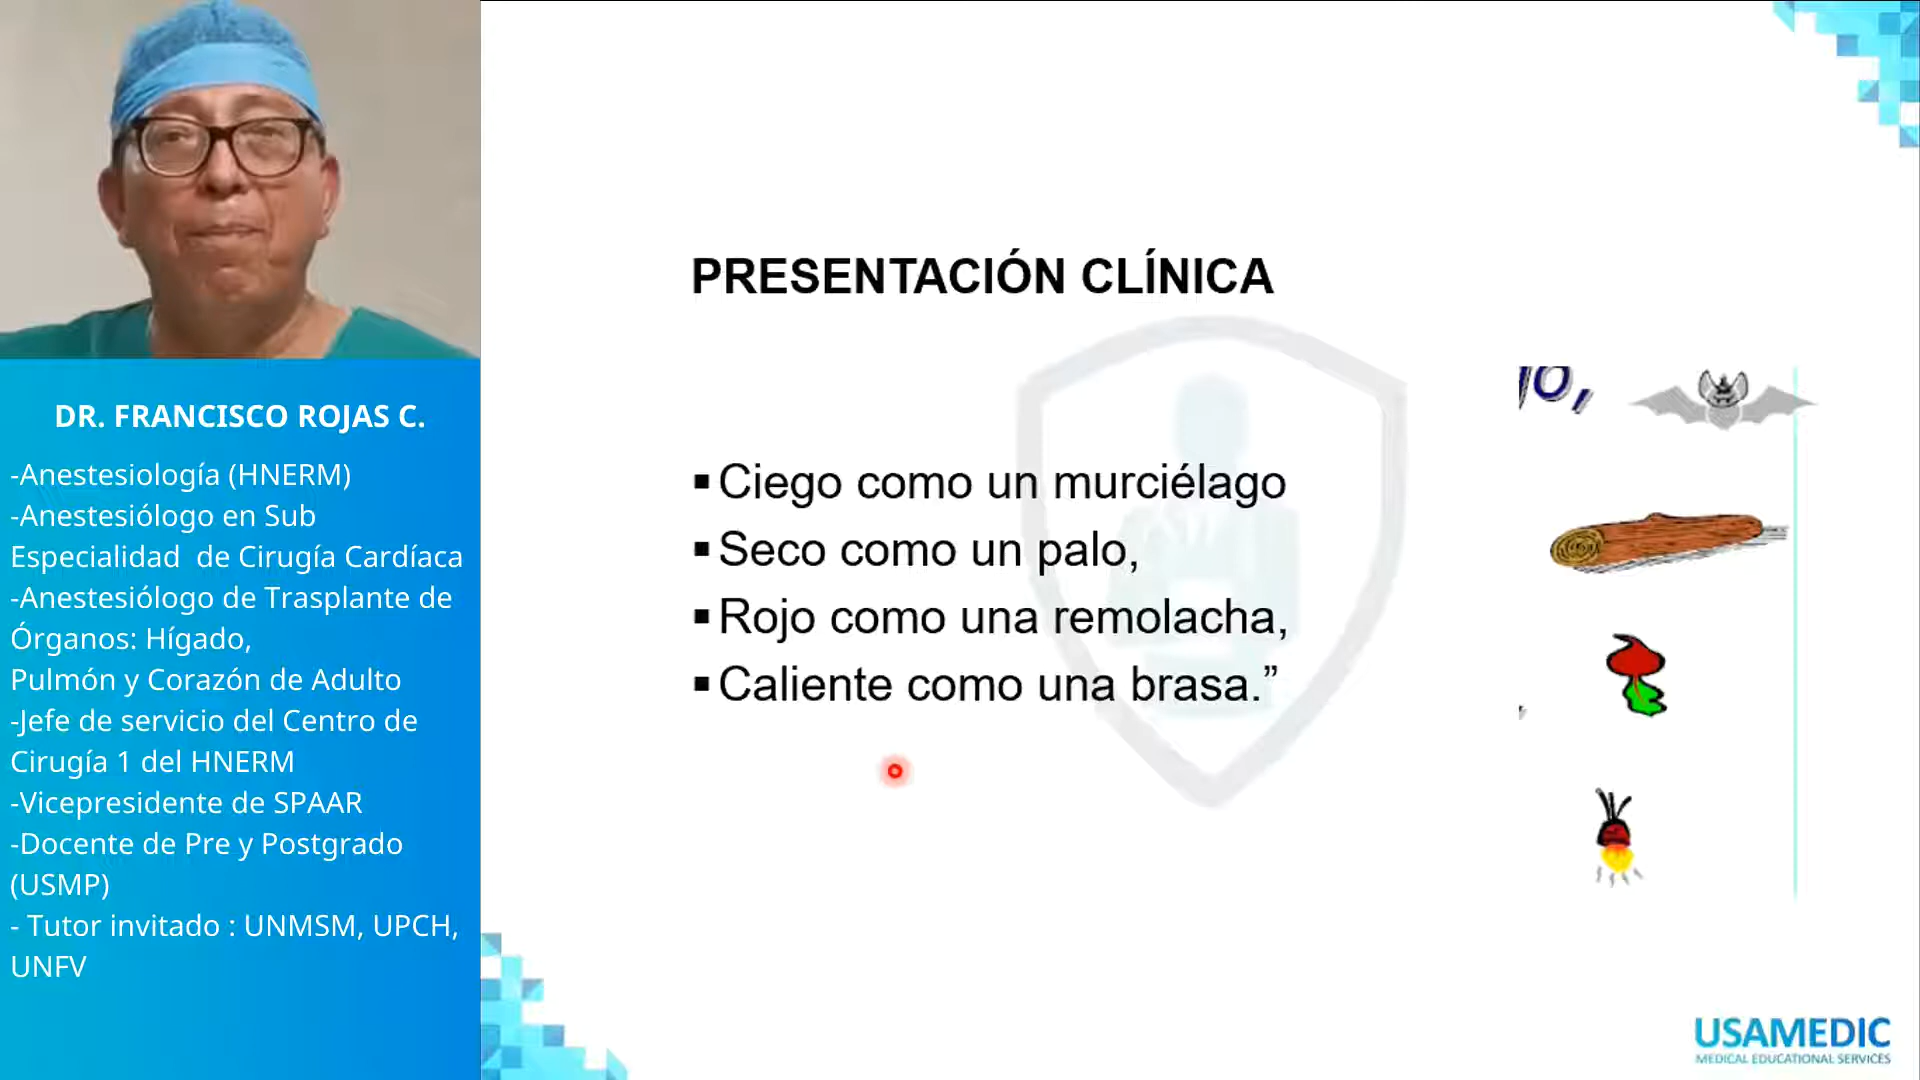 DR. FRANCISCO ROJAS C.
-Anestesiología (HNERM)
-Anestesiólogo en Sub
Especialidad de Cirugía Cardíaca
-Anestesiólogo de Trasplante de
Órganos: Hígado,
Pulmón y Corazón de Adulto
-Jefe de servicio del Centro de
Cirugía 1 del HNERM
-Vicepresidente de SPAAR
-Docente de Pre y Postgrado
(USMP)
- Tutor invitado : UNMSM, UPCH,
UNFV
PRESENTACIÓN CLÍNICA
▪Ciego como un murciélago
▪Seco como un palo,
▪Rojo como una remolacha,
▪Caliente como una brasa.”
USAMEDIC
MEDICAL EDUCATIONAL SERVICES